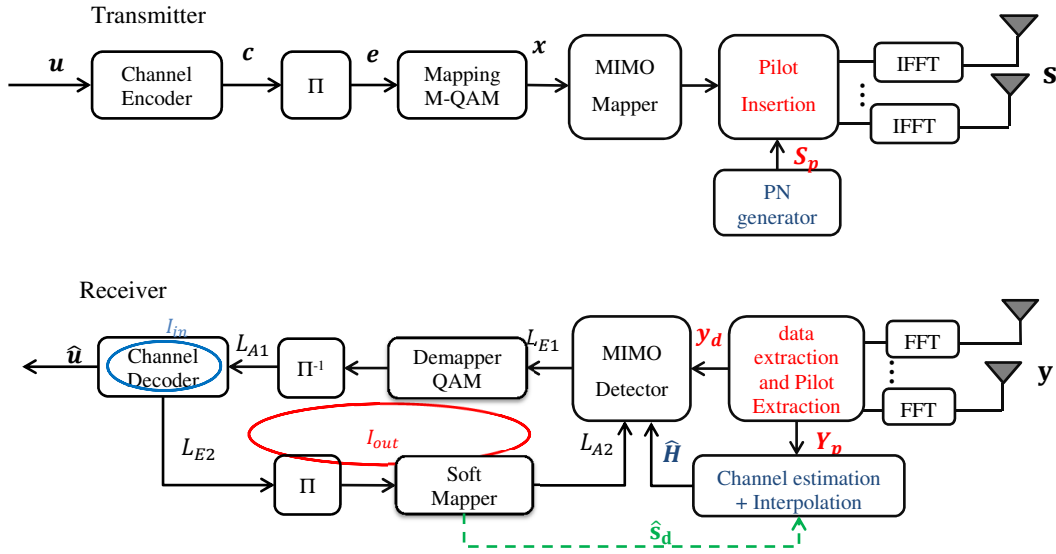 Transmitter
u
Channel
Encoder
c
Π
e
Mapping
M-QAM
x
MIMO
Mapper
Pilot
Insertion
IFFT
⋮
IFFT
s
S_p
PN
generator
Receiver
û
I_in
Channel
Decoder
L_A1
Π⁻¹
Demapper
QAM
L_E1
MIMO
Detector
y_d
data
extraction
and Pilot
Extraction
FFT
⋮
FFT
y
L_E2
I_out
Π
Soft
Mapper
L_A2
Ĥ
Y_p
Channel estimation
+ Interpolation
ŝ_d